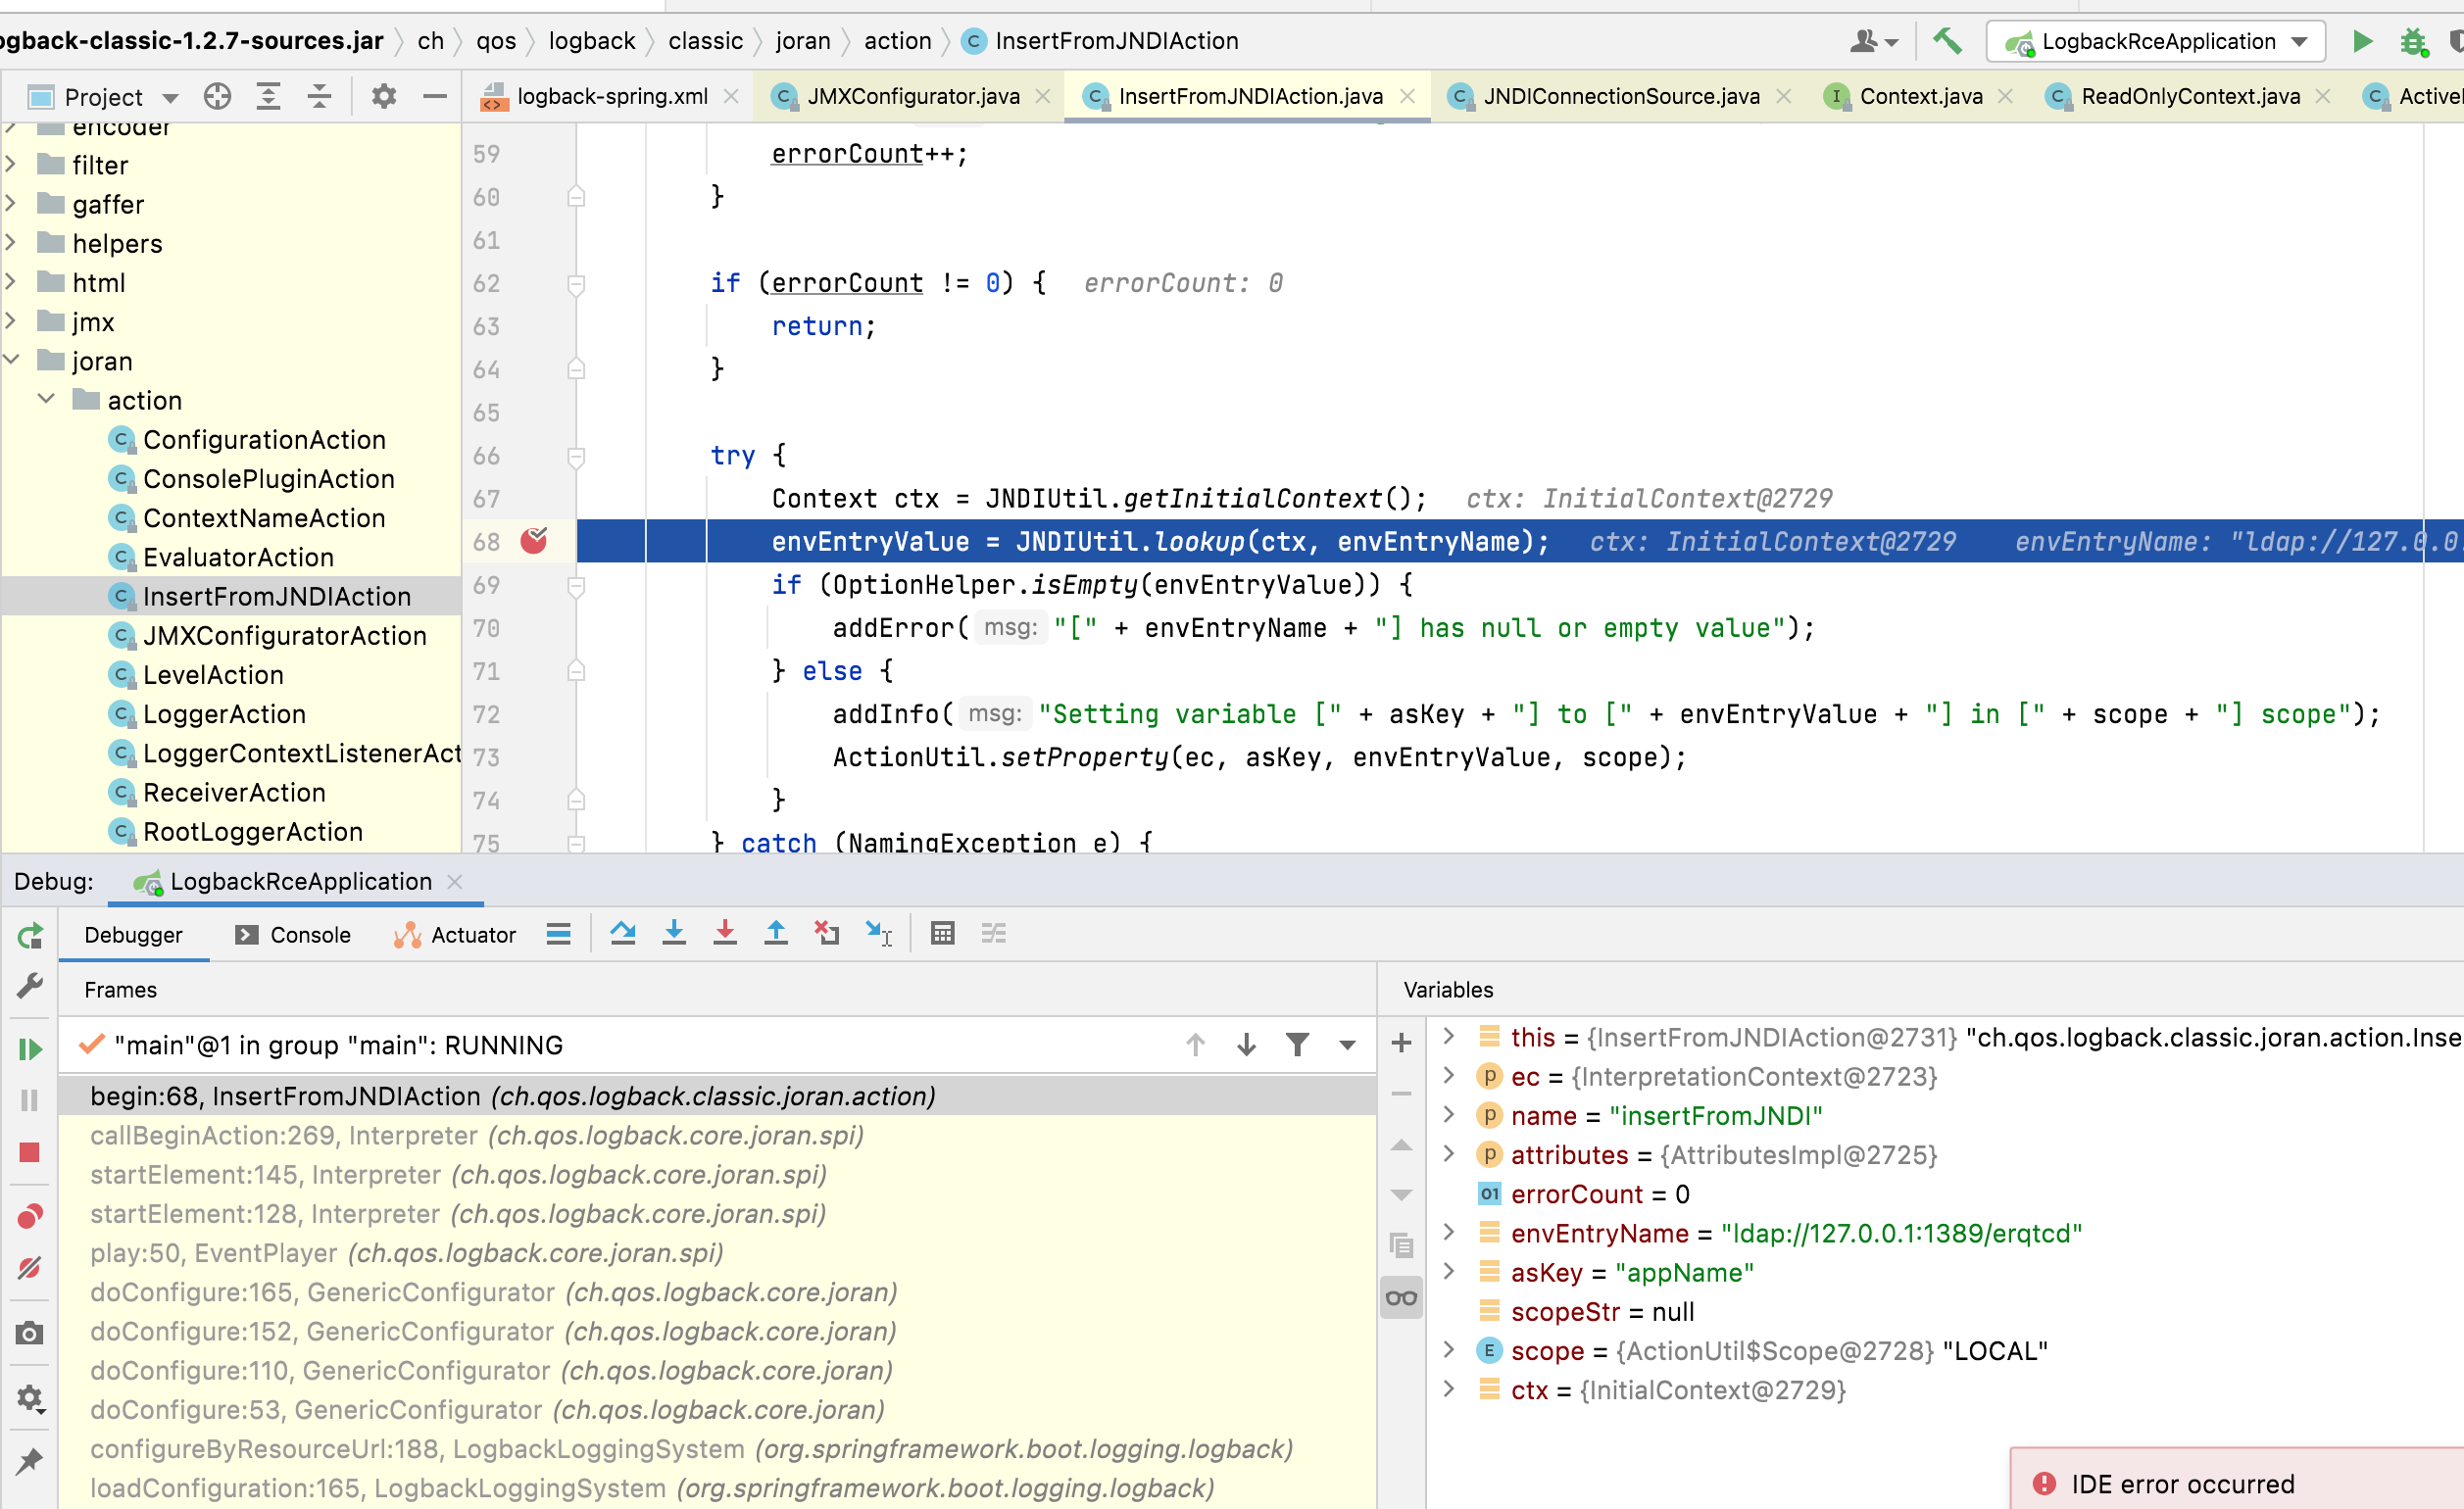 ogback-classic-1.2.7-sources.jar ch qos logback classic joran action InsertFromJNDIAction LogbackRceApplication
Project logback-spring.xml JMXConfigurator.java InsertFromJNDIAction.java JNDIConnectionSource.java Context.java ReadOnlyContext.java ActiveI
encoder
filter
gaffer
helpers
html
jmx
joran
action
ConfigurationAction
ConsolePluginAction
ContextNameAction
EvaluatorAction
InsertFromJNDIAction
JMXConfiguratorAction
LevelAction
LoggerAction
LoggerContextListenerAct
ReceiverAction
RootLoggerAction
59 errorCount++;
60 }
61
62 if (errorCount != 0) { errorCount: 0
63 return;
64 }
65
66 try {
67 Context ctx = JNDIUtil.getInitialContext(); ctx: InitialContext@2729
68 envEntryValue = JNDIUtil.lookup(ctx, envEntryName); ctx: InitialContext@2729 envEntryName: "ldap://127.0.0
69 if (OptionHelper.isEmpty(envEntryValue)) {
70 addError( msg: "[" + envEntryName + "] has null or empty value");
71 } else {
72 addInfo( msg: "Setting variable [" + asKey + "] to [" + envEntryValue + "] in [" + scope + "] scope");
73 ActionUtil.setProperty(ec, asKey, envEntryValue, scope);
74 }
75 } catch (NamingException e) {
Debug: LogbackRceApplication
Debugger Console Actuator
Frames
"main"@1 in group "main": RUNNING
begin:68, InsertFromJNDIAction (ch.qos.logback.classic.joran.action)
callBeginAction:269, Interpreter (ch.qos.logback.core.joran.spi)
startElement:145, Interpreter (ch.qos.logback.core.joran.spi)
startElement:128, Interpreter (ch.qos.logback.core.joran.spi)
play:50, EventPlayer (ch.qos.logback.core.joran.spi)
doConfigure:165, GenericConfigurator (ch.qos.logback.core.joran)
doConfigure:152, GenericConfigurator (ch.qos.logback.core.joran)
doConfigure:110, GenericConfigurator (ch.qos.logback.core.joran)
doConfigure:53, GenericConfigurator (ch.qos.logback.core.joran)
configureByResourceUrl:188, LogbackLoggingSystem (org.springframework.boot.logging.logback)
loadConfiguration:165, LogbackLoggingSystem (org.springframework.boot.logging.logback)
Variables
this = {InsertFromJNDIAction@2731} "ch.qos.logback.classic.joran.action.Inse
ec = {InterpretationContext@2723}
name = "insertFromJNDI"
attributes = {AttributesImpl@2725}
errorCount = 0
envEntryName = "ldap://127.0.0.1:1389/erqtcd"
asKey = "appName"
scopeStr = null
scope = {ActionUtil$Scope@2728} "LOCAL"
ctx = {InitialContext@2729}
IDE error occurred